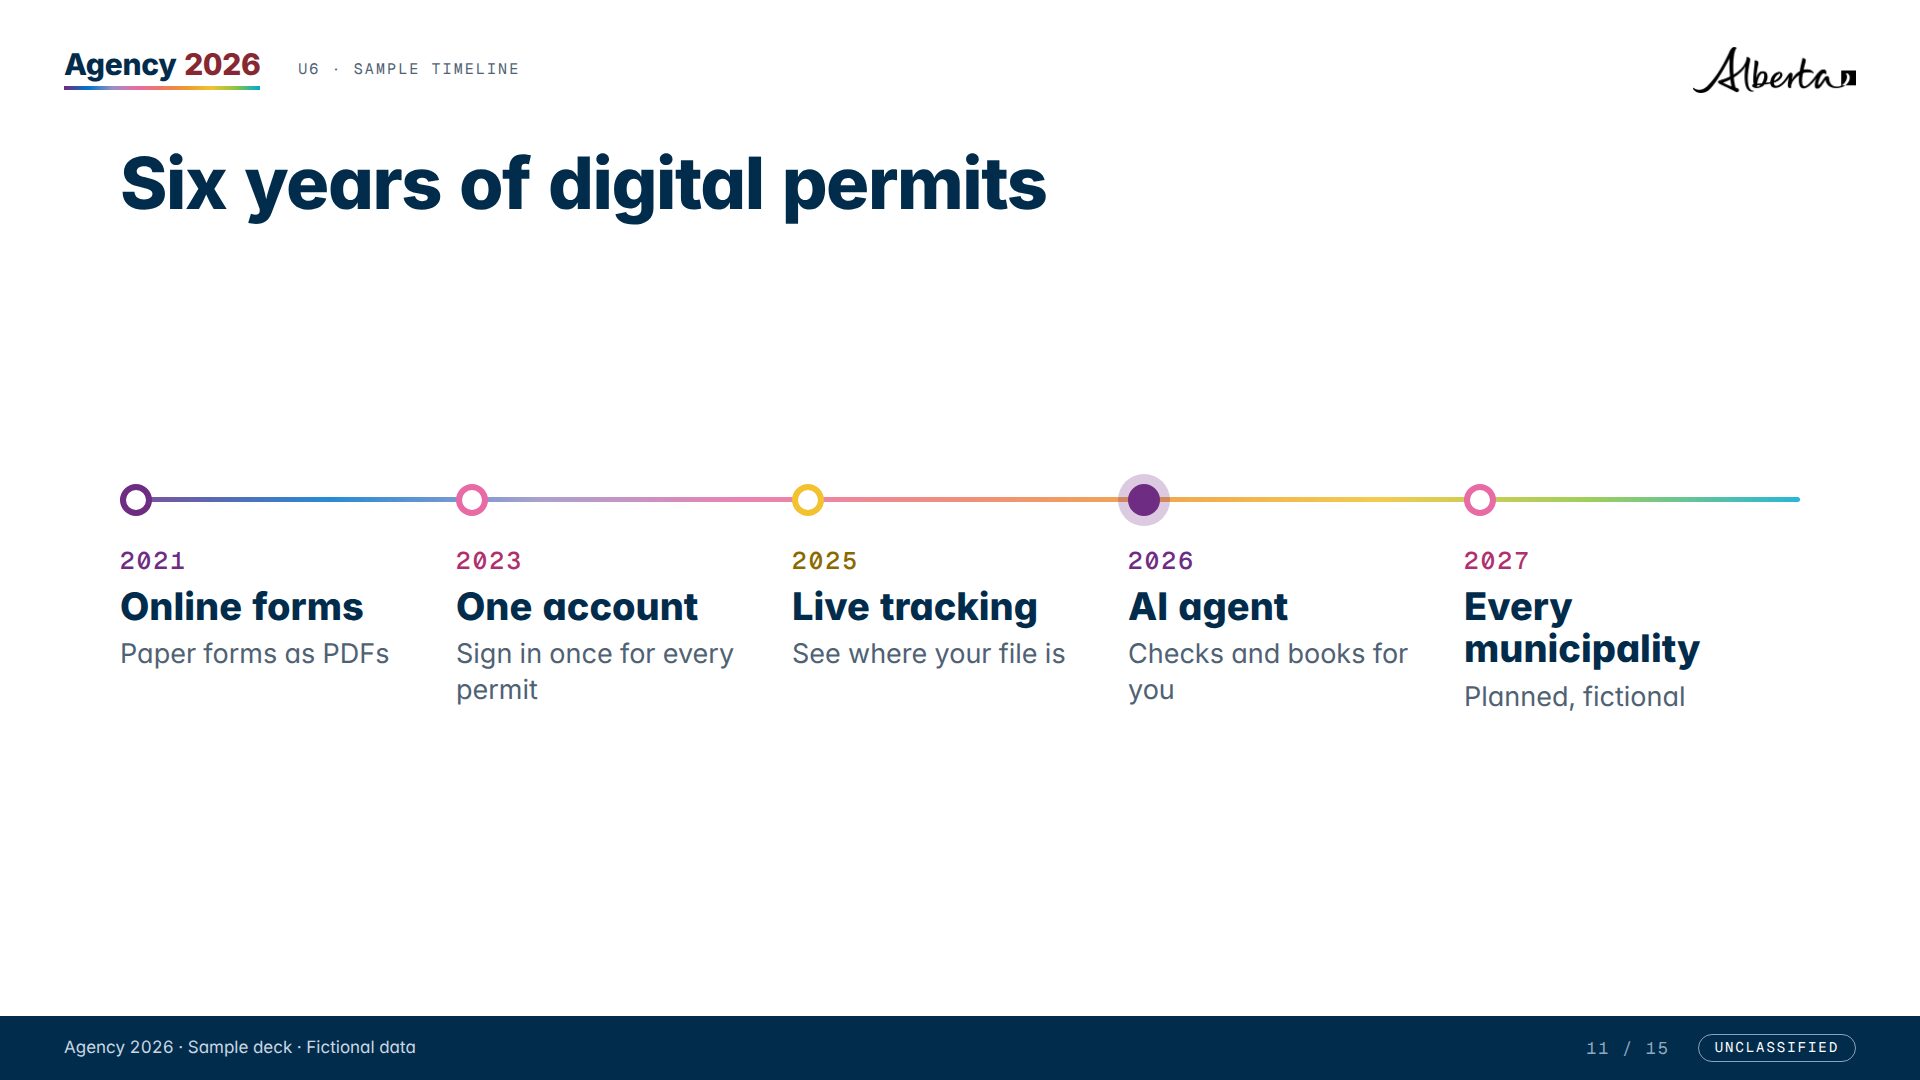 Agency 2026
U6 · SAMPLE TIMELINE
Alberta
Six years of digital permits
2021
Online forms
Paper forms as PDFs
2023
One account
Sign in once for every
permit
2025
Live tracking
See where your file is
2026
AI agent
Checks and books for
you
2027
Every
municipality
Planned, fictional
Agency 2026 · Sample deck · Fictional data
11 / 15
UNCLASSIFIED